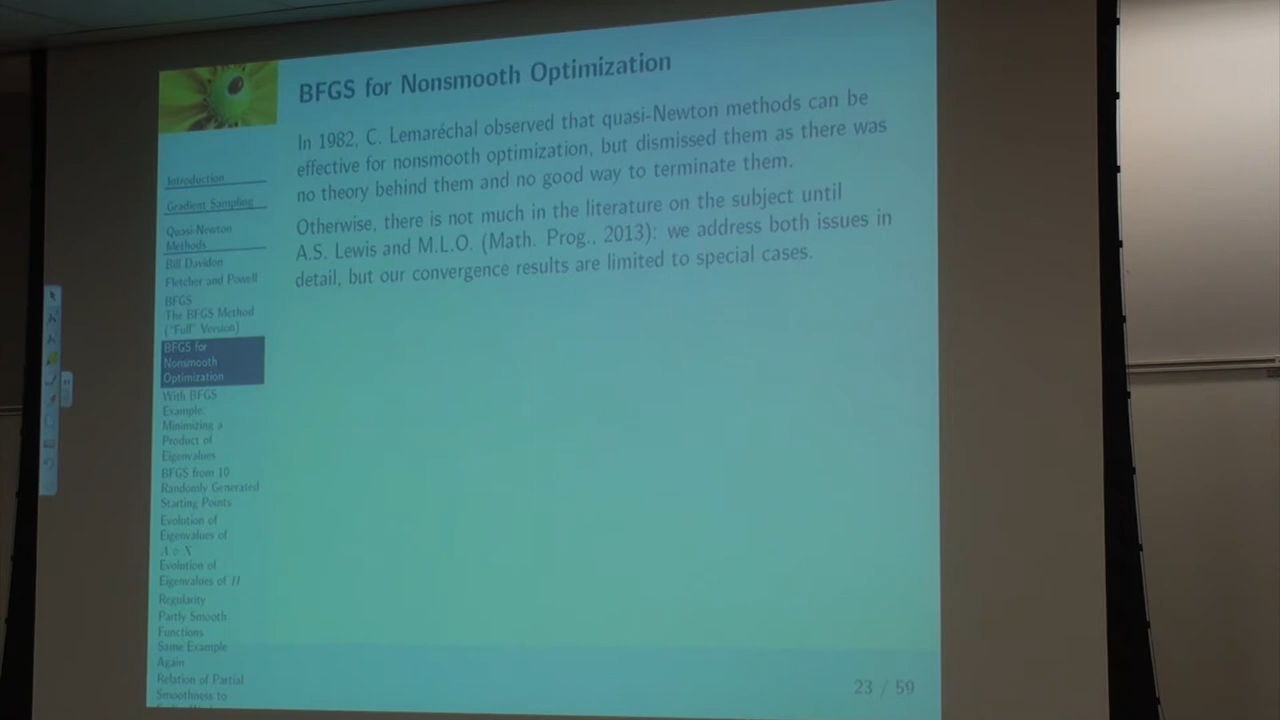 BFGS for Nonsmooth Optimization
In 1982, C. Lemaréchal observed that quasi-Newton methods can be
effective for nonsmooth optimization, but dismissed them as there was
no theory behind them and no good way to terminate them.
Otherwise, there is not much in the literature on the subject until
A.S. Lewis and M.L.O. (Math. Prog., 2013): we address both issues in
detail, but our convergence results are limited to special cases.
Introduction
Gradient Sampling
Quasi-Newton
Methods
Bill Davidon
Fletcher and Powell
BFGS
The BFGS Method
("Full" Version)
BFGS for
Nonsmooth
Optimization
With BFGS
Example:
Minimizing a
Product of
Eigenvalues
BFGS from 10
Randomly Generated
Starting Points
Evolution of
Eigenvalues of
A ∘ X
Evolution of
Eigenvalues of H
Regularity
Partly Smooth
Functions
Same Example
Again
Relation of Partial
Smoothness to
23 / 59